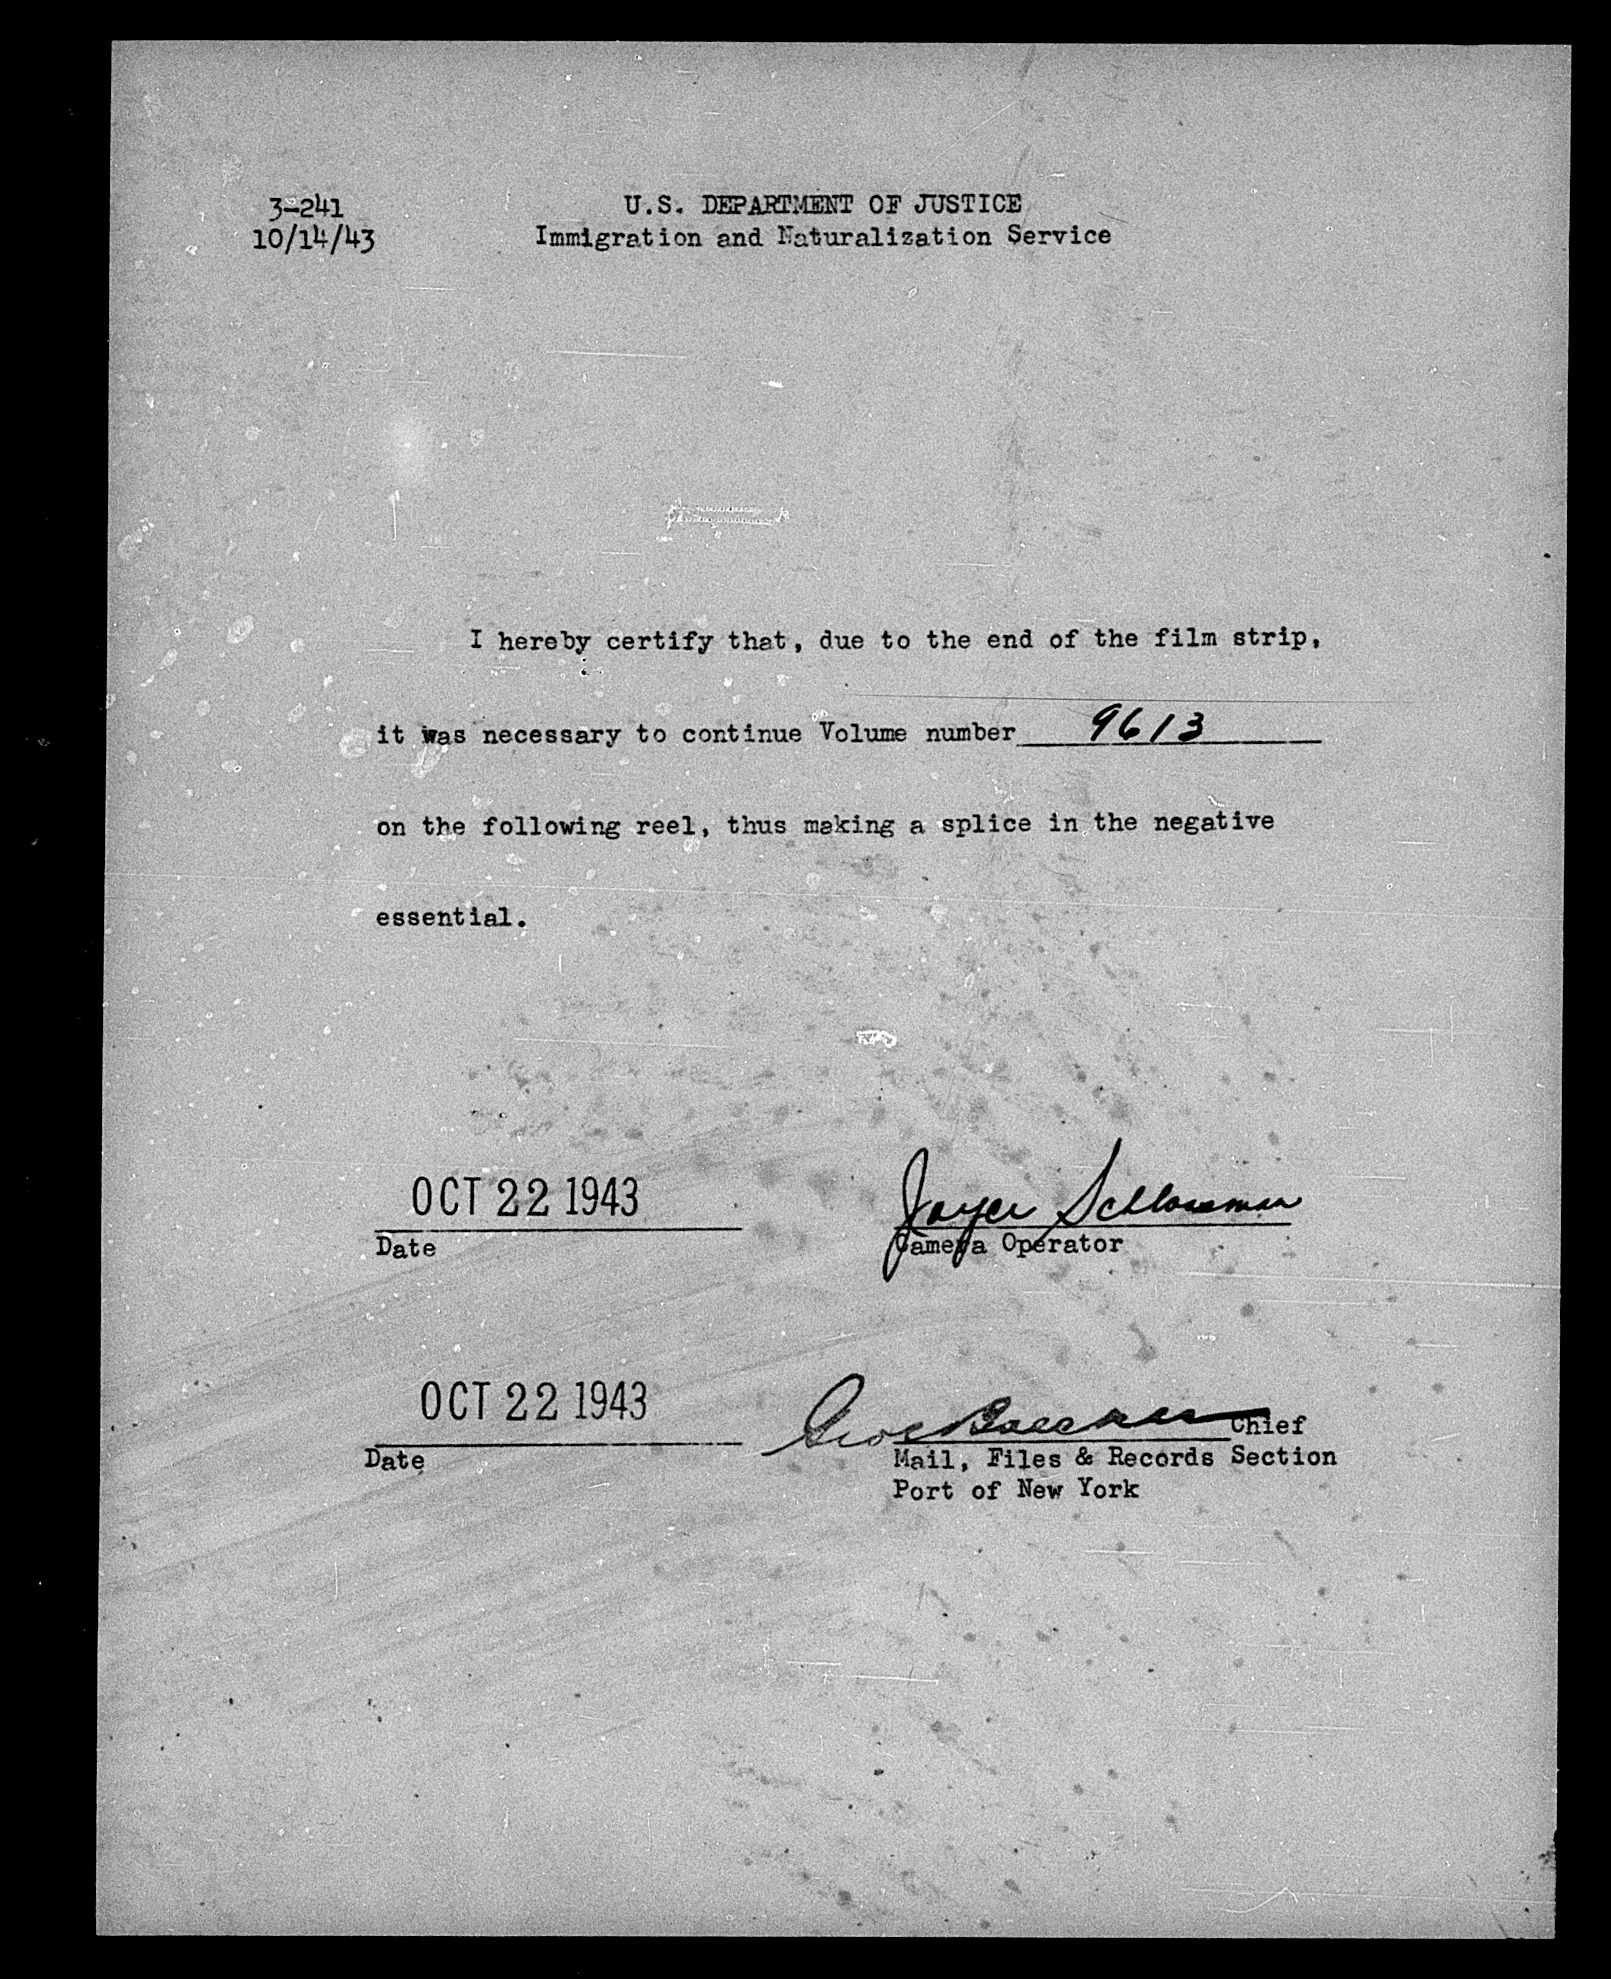 3-241
10/14/43
U.S. DEPARTMENT OF JUSTICE
Immigration and Naturalization Service
I hereby certify that, due to the end of the film strip,
it was necessary to continue Volume number 9613
on the following reel, thus making a splice in the negative
essential.
OCT 22 1943
Date
Schlossman
Camera Operator
OCT 22 1943
Date
Chief
Mail, Files & Records Section
Port of New York